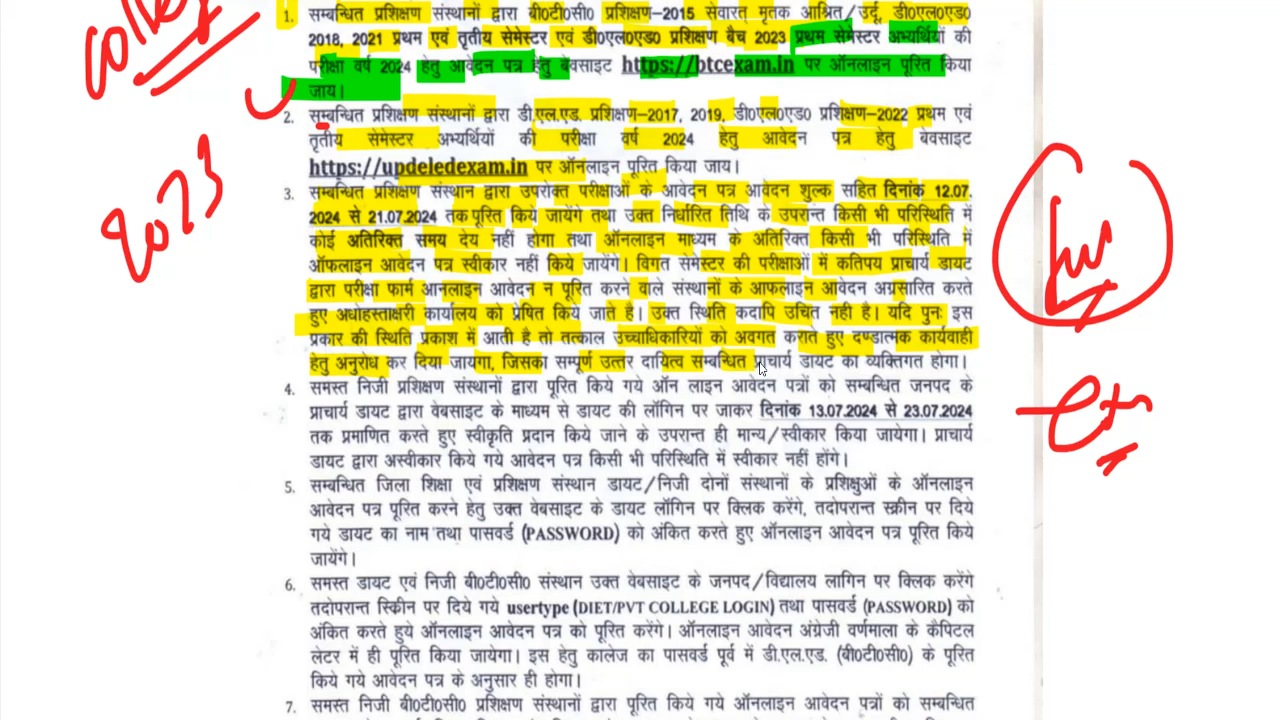 1. सम्बन्धित प्रशिक्षण संस्थानों द्वारा बी0टी0सी0 प्रशिक्षण-2015 सेवारत मृतक आश्रित/उर्दू, डी0एल0एड0
2018, 2021 प्रथम एवं तृतीय सेमेस्टर एवं डी0एल0एड0 प्रशिक्षण बैच 2023 प्रथम सेमेस्टर अभ्यर्थियों की
परीक्षा वर्ष 2024 हेतु आवेदन पत्र हेतु बेवसाइट https://btcexam.in पर ऑनलाइन पूरित किया
जाय।
2. सम्बन्धित प्रशिक्षण संस्थानों द्वारा डी.एल.एड. प्रशिक्षण-2017, 2019, डी0एल0एड0 प्रशिक्षण-2022 प्रथम एवं
तृतीय सेमेस्टर अभ्यर्थियों की परीक्षा वर्ष 2024 हेतु आवेदन पत्र हेतु बेवसाइट
https://updeledexam.in पर ऑनलाइन पूरित किया जाय।
3. सम्बन्धित प्रशिक्षण संस्थान द्वारा उपरोक्त परीक्षाओं के आवेदन पत्र आवेदन शुल्क सहित दिनांक 12.07.
2024 से 21.07.2024 तक पूरित किये जायेंगे तथा उक्त निर्धारित तिथि के उपरान्त किसी भी परिस्थिति में
कोई अतिरिक्त समय देय नहीं होगा तथा ऑनलाइन माध्यम के अतिरिक्त किसी भी परिस्थिति में
ऑफलाइन आवेदन पत्र स्वीकार नहीं किये जायेंगे। विगत सेमेस्टर की परीक्षाओं में कतिपय प्राचार्य डायट
द्वारा परीक्षा फार्म आनलाइन आवेदन न पूरित करने वाले संस्थानों के आफलाइन आवेदन अग्रसारित करते
हुए अधोहस्ताक्षरी कार्यालय को प्रेषित किये जाते है। उक्त स्थिति कदापि उचित नही है। यदि पुनः इस
प्रकार की स्थिति प्रकाश में आती है तो तत्काल उच्चाधिकारियों को अवगत कराते हुए दण्डात्मक कार्यवाही
हेतु अनुरोध कर दिया जायगा, जिसका सम्पूर्ण उत्तर दायित्व सम्बन्धित प्राचार्य डायट का व्यक्तिगत होगा।
4. समस्त निजी प्रशिक्षण संस्थानों द्वारा पूरित किये गये ऑन लाइन आवेदन पत्रों को सम्बन्धित जनपद के
प्राचार्य डायट द्वारा वेबसाइट के माध्यम से डायट की लॉगिन पर जाकर दिनांक 13.07.2024 से 23.07.2024
तक प्रमाणित करते हुए स्वीकृति प्रदान किये जाने के उपरान्त ही मान्य/स्वीकार किया जायेगा। प्राचार्य
डायट द्वारा अस्वीकार किये गये आवेदन पत्र किसी भी परिस्थिति में स्वीकार नहीं होंगे।
5. सम्बन्धित जिला शिक्षा एवं प्रशिक्षण संस्थान डायट/निजी दोनों संस्थानों के प्रशिक्षुओं के ऑनलाइन
आवेदन पत्र पूरित करने हेतु उक्त वेबसाइट के डायट लॉगिन पर क्लिक करेंगे, तदोपरान्त स्क्रीन पर दिये
गये डायट का नाम तथा पासवर्ड (PASSWORD) को अंकित करते हुए ऑनलाइन आवेदन पत्र पूरित किये
जायेंगे।
6. समस्त डायट एवं निजी बी0टी0सी0 संस्थान उक्त वेबसाइट के जनपद/विद्यालय लागिन पर क्लिक करेंगे
तदोपरान्त स्क्रिीन पर दिये गये usertype (DIET/PVT COLLEGE LOGIN) तथा पासवर्ड (PASSWORD) को
अंकित करते हुये ऑनलाइन आवेदन पत्र को पूरित करेंगे। ऑनलाइन आवेदन अंग्रेजी वर्णमाला के कैपिटल
लेटर में ही पूरित किया जायेगा। इस हेतु कालेज का पासवर्ड पूर्व में डी.एल.एड. (बी0टी0सी0) के पूरित
किये गये आवेदन पत्र के अनुसार ही होगा।
7. समस्त निजी बी0टी0सी0 प्रशिक्षण संस्थानों द्वारा पूरित किये गये ऑनलाइन आवेदन पत्रों को सम्बन्धित
2023